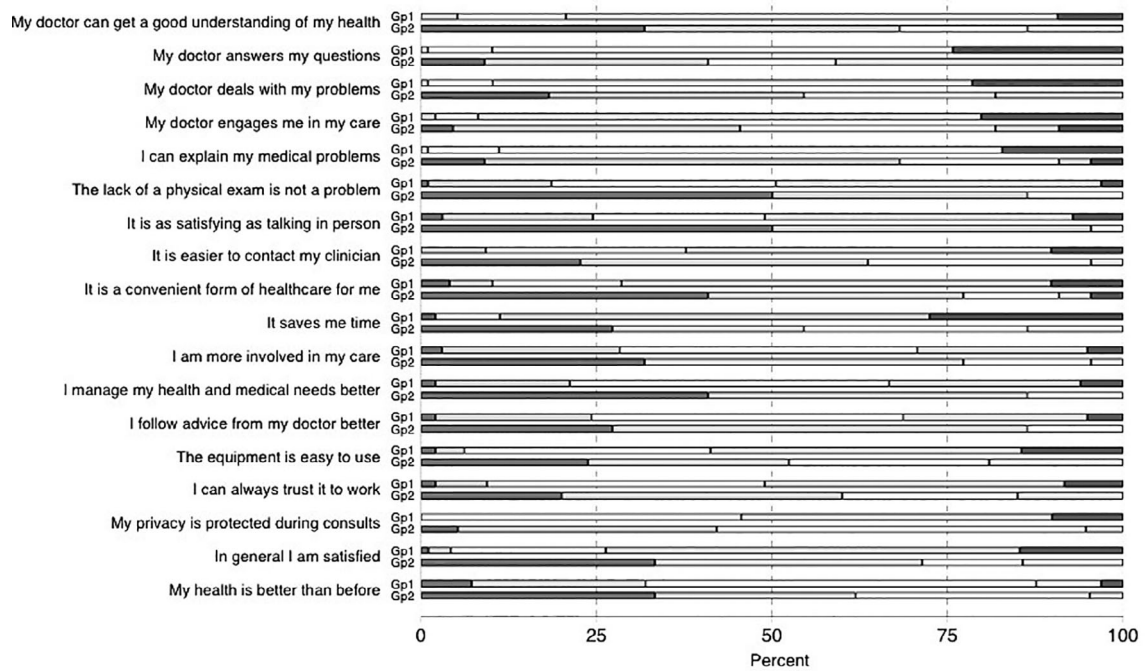 My doctor can get a good understanding of my health Gp1
Gp2
My doctor answers my questions Gp1
Gp2
My doctor deals with my problems Gp1
Gp2
My doctor engages me in my care Gp1
Gp2
I can explain my medical problems Gp1
Gp2
The lack of a physical exam is not a problem Gp1
Gp2
It is as satisfying as talking in person Gp1
Gp2
It is easier to contact my clinician Gp1
Gp2
It is a convenient form of healthcare for me Gp1
Gp2
It saves me time Gp1
Gp2
I am more involved in my care Gp1
Gp2
I manage my health and medical needs better Gp1
Gp2
I follow advice from my doctor better Gp1
Gp2
The equipment is easy to use Gp1
Gp2
I can always trust it to work Gp1
Gp2
My privacy is protected during consults Gp1
Gp2
In general I am satisfied Gp1
Gp2
My health is better than before Gp1
Gp2
0 25 50 75 100
Percent